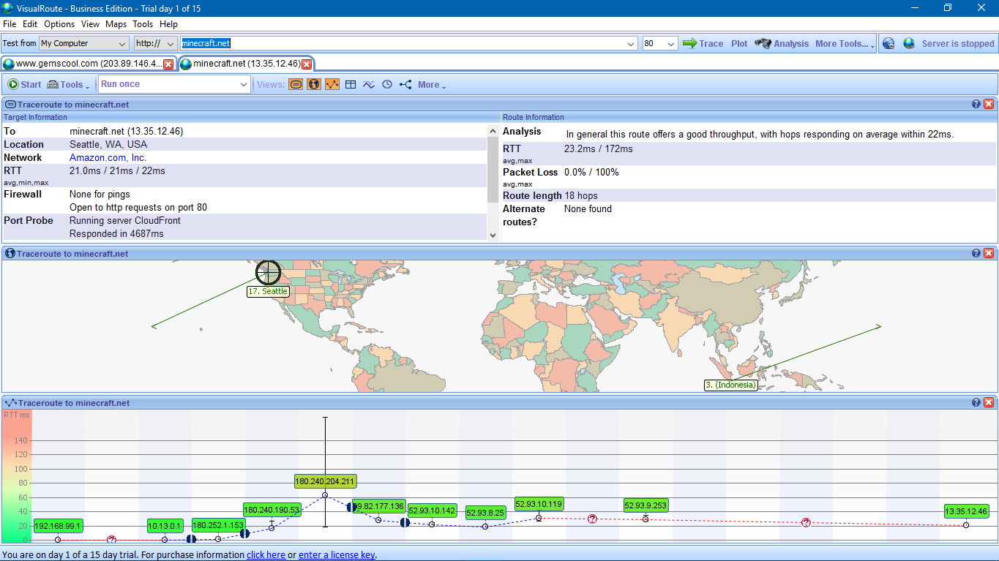 VisualRoute - Business Edition - Trial day 1 of 15
File Edit Options View Maps Tools Help
Test from My Computer http:// minecraft.net 80 Trace Plot Analysis More Tools... Server is stopped
www.gemscool.com (203.89.146.4... minecraft.net (13.35.12.46)
Start Tools Run once Views: More
Traceroute to minecraft.net
Target Information
To minecraft.net (13.35.12.46)
Location Seattle, WA, USA
Network Amazon.com, Inc.
RTT 21.0ms / 21ms / 22ms
avg,min,max
Firewall None for pings
Open to http requests on port 80
Port Probe Running server CloudFront
Responded in 4687ms
Route Information
Analysis In general this route offers a good throughput, with hops responding on average within 22ms.
RTT 23.2ms / 172ms
avg,max
Packet Loss 0.0% / 100%
avg,max
Route length 18 hops
Alternate None found
routes?
Traceroute to minecraft.net
17. Seattle
3. (Indonesia)
Traceroute to minecraft.net
RTT ms
140
120
100
80
60
40
20
0
192.168.99.1
10.13.0.1
180.252.1.153
180.240.190.53
180.240.204.211
99.82.177.136
52.93.10.142
52.93.8.25
52.93.10.119
52.93.9.253
13.35.12.46
You are on day 1 of a 15 day trial. For purchase information click here or enter a license key.